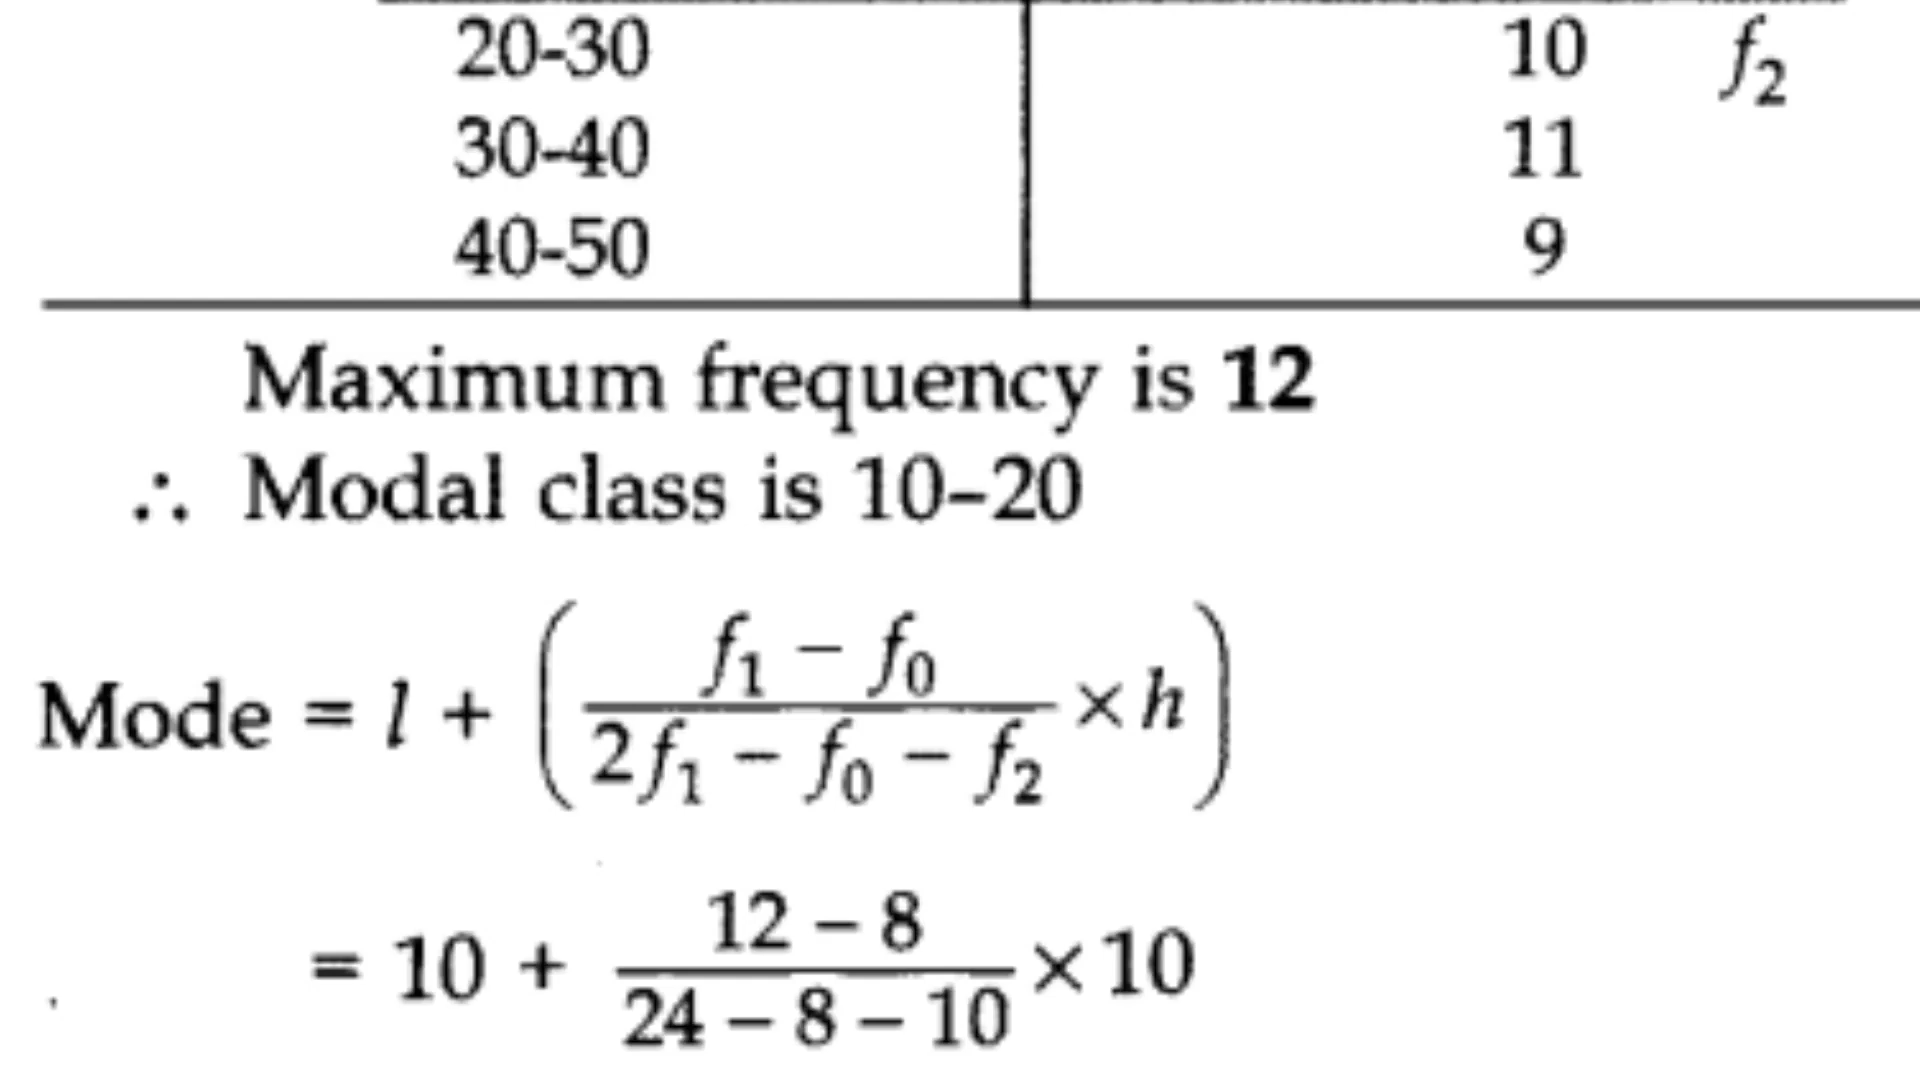 20-30 10 f₂
30-40 11
40-50 9
Maximum frequency is 12
∴ Modal class is 10–20
Mode = l + ( (f₁ − f₀) / (2f₁ − f₀ − f₂) × h )
= 10 + (12 − 8) / (24 − 8 − 10) × 10